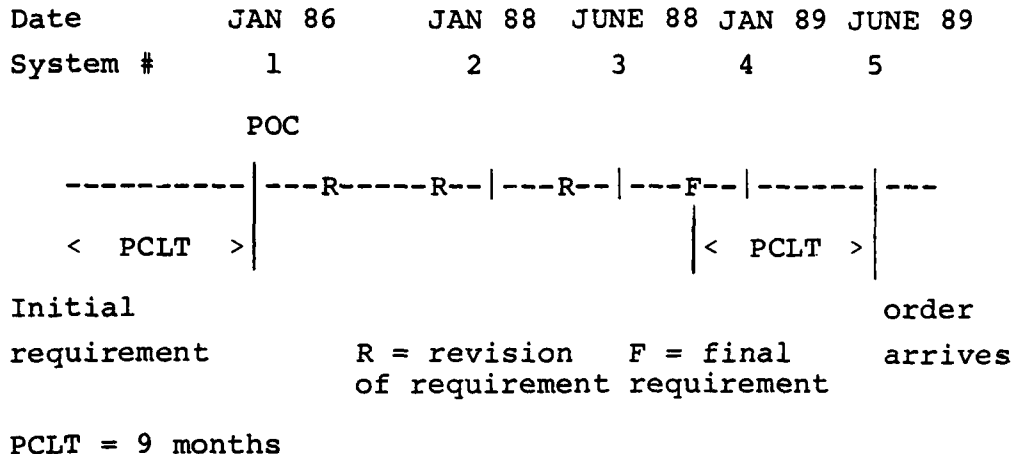 Date JAN 86 JAN 88 JUNE 88 JAN 89 JUNE 89
System # 1 2 3 4 5
POC
-----------|---R-----R--|---R--|---F--|------|---
< PCLT > < PCLT >
Initial order
requirement R = revision F = final arrives
of requirement requirement
PCLT = 9 months